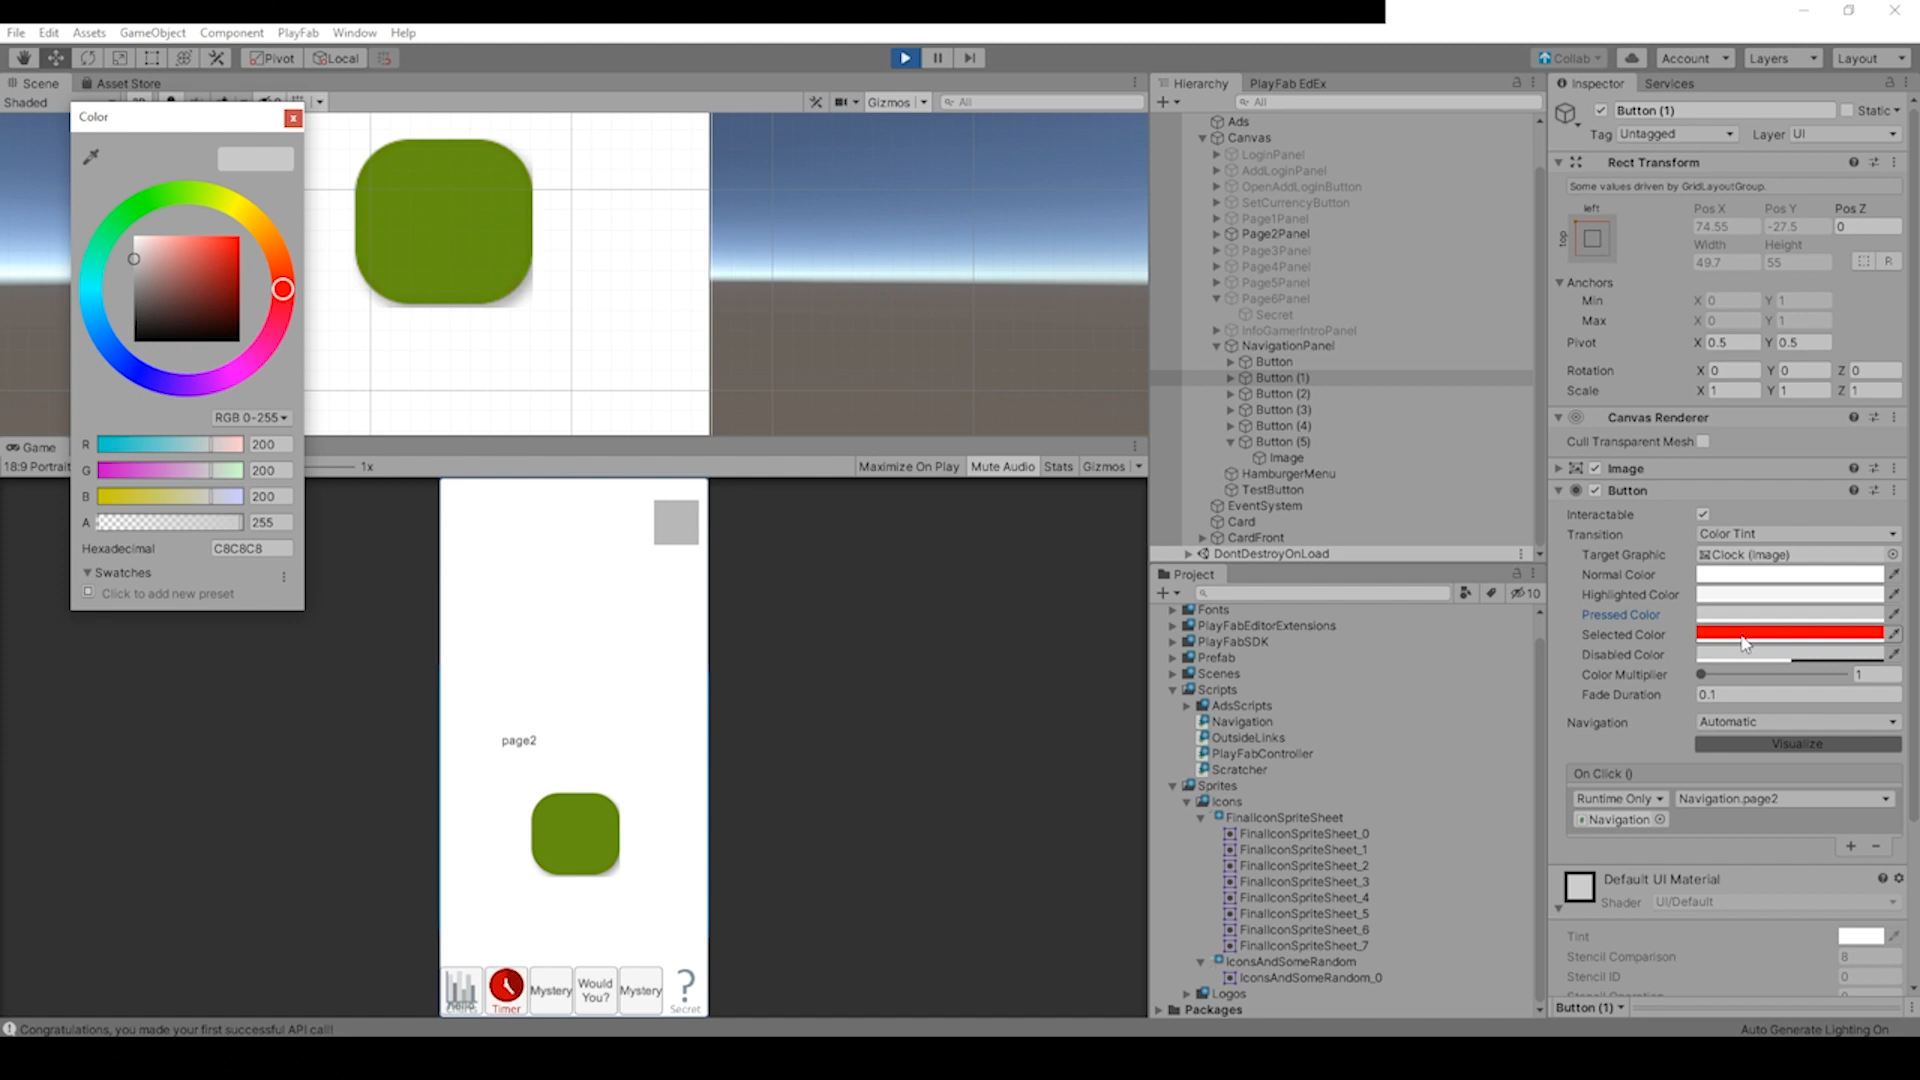 File Edit Assets GameObject Component PlayFab Window Help
Pivot Local Collab Account Layers Layout
Scene Asset Store
Shaded Gizmos All
Color
RGB 0-255
R 200
G 200
B 200
A 255
Hexadecimal C8C8C8
Swatches
Click to add new preset
Game
18:9 Portrait 1x Maximize On Play Mute Audio Stats Gizmos
page2
Timer
Mystery
Would You?
Mystery
?
Secret
Hierarchy PlayFab EdEx
All
Ads
Canvas
LoginPanel
AddLoginPanel
OpenAddLoginButton
SetCurrencyButton
Page1Panel
Page2Panel
Page3Panel
Page4Panel
Page5Panel
Page6Panel
Secret
InfoGamerIntroPanel
NavigationPanel
Button
Button (1)
Button (2)
Button (3)
Button (4)
Button (5)
Image
HamburgerMenu
TestButton
EventSystem
Card
CardFront
DontDestroyOnLoad
Project
10
Fonts
PlayFabEditorExtensions
PlayFabSDK
Prefab
Scenes
Scripts
AdsScripts
Navigation
OutsideLinks
PlayFabController
Scratcher
Sprites
Icons
FinalIconSpriteSheet
FinalIconSpriteSheet_0
FinalIconSpriteSheet_1
FinalIconSpriteSheet_2
FinalIconSpriteSheet_3
FinalIconSpriteSheet_4
FinalIconSpriteSheet_5
FinalIconSpriteSheet_6
FinalIconSpriteSheet_7
IconsAndSomeRandom
IconsAndSomeRandom_0
Logos
Packages
Inspector Services
Button (1) Static
Tag Untagged Layer UI
Rect Transform
Some values driven by GridLayoutGroup.
left Pos X Pos Y Pos Z
top 74.55 -27.5 0
Width Height
49.7 55 R
Anchors
Min X 0 Y 1
Max X 0 Y 1
Pivot X 0.5 Y 0.5
Rotation X 0 Y 0 Z 0
Scale X 1 Y 1 Z 1
Canvas Renderer
Cull Transparent Mesh
Image
Button
Interactable
Transition Color Tint
Target Graphic Clock (Image)
Normal Color
Highlighted Color
Pressed Color
Selected Color
Disabled Color
Color Multiplier 1
Fade Duration 0.1
Navigation Automatic
Visualize
On Click ()
Runtime Only Navigation.page2
Navigation
+ −
Default UI Material
Shader UI/Default
Tint
Stencil Comparison 8
Stencil ID 0
Button (1)
Congratulations, you made your first successful API call! Auto Generate Lighting On